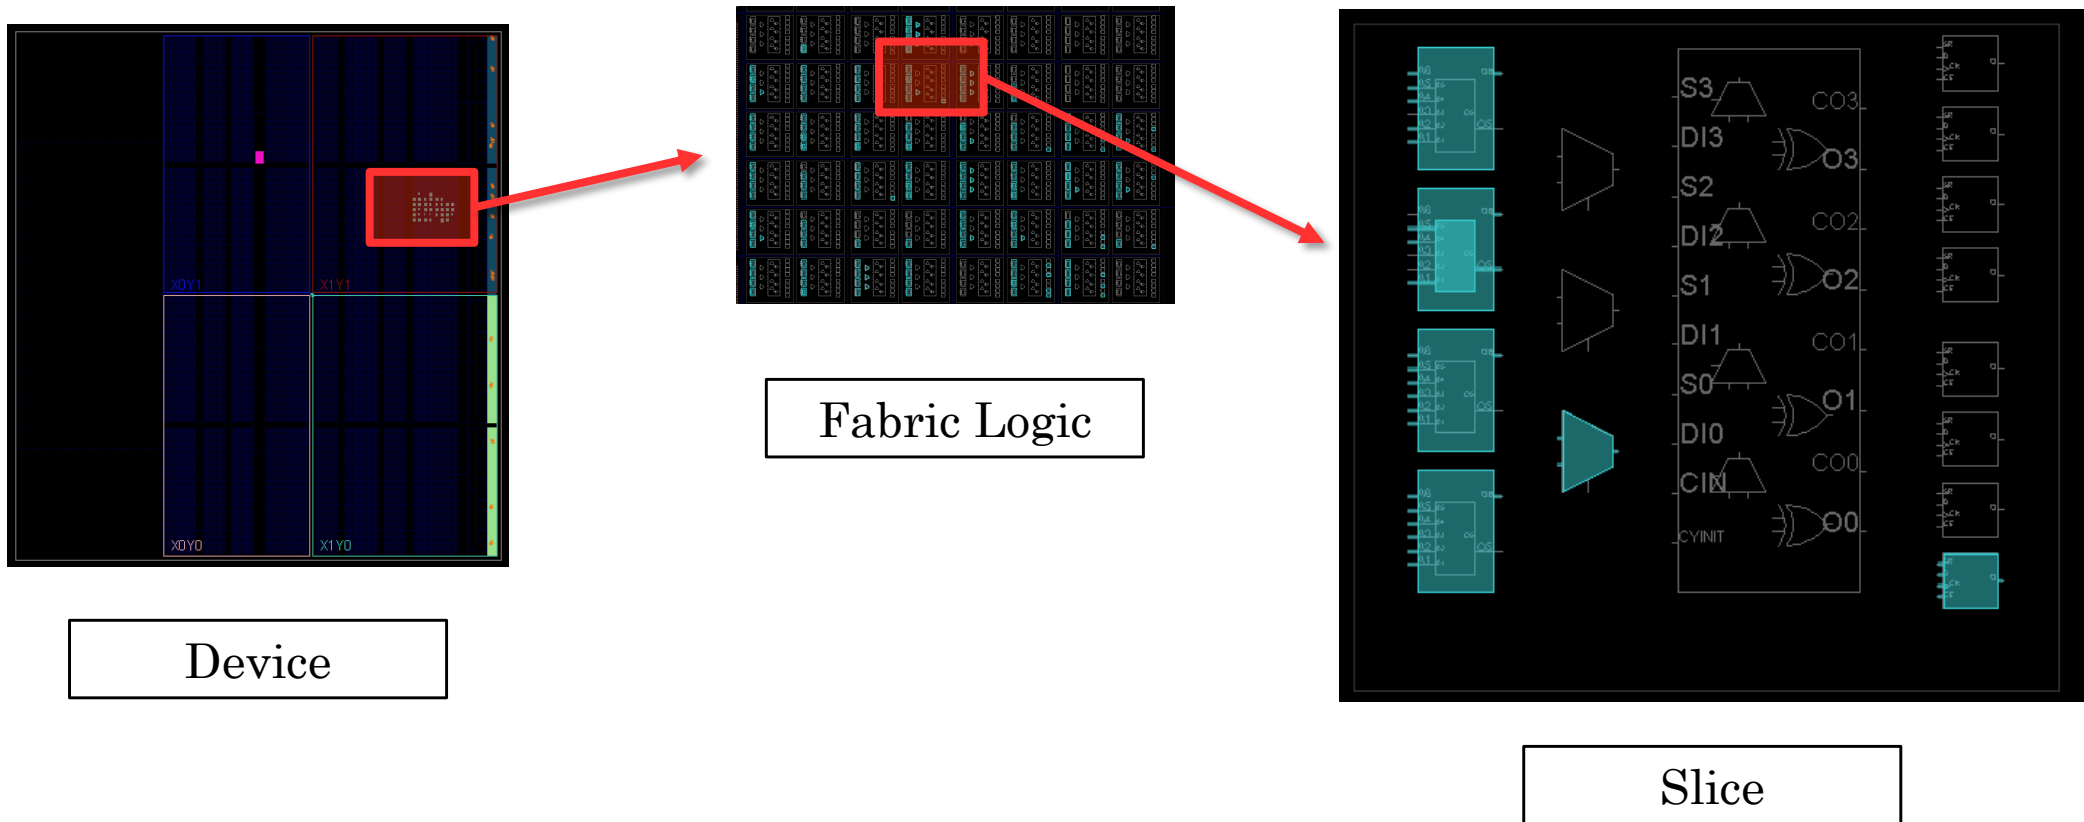 X0Y1
X1Y1
X0Y0
X1Y0
Device
Fabric Logic
S3
CO3
DI3
O3
S2
CO2
DI2
O2
S1
CO1
DI1
S0
O1
DI0
CO0
CIN
O0
CYINIT
Slice